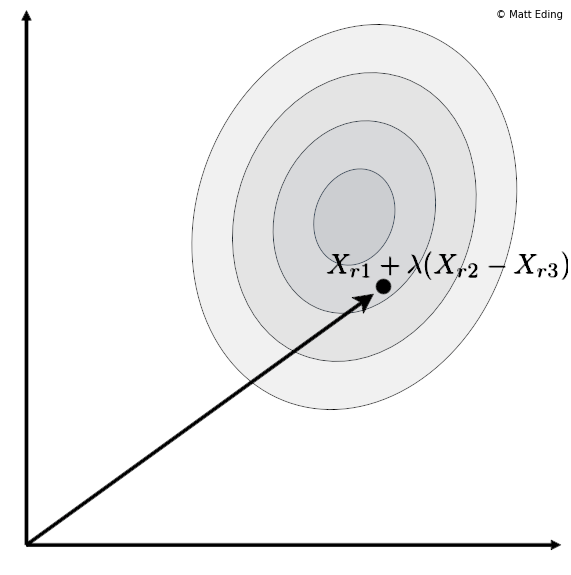 © Matt Eding
X_{r1} + λ(X_{r2} − X_{r3})